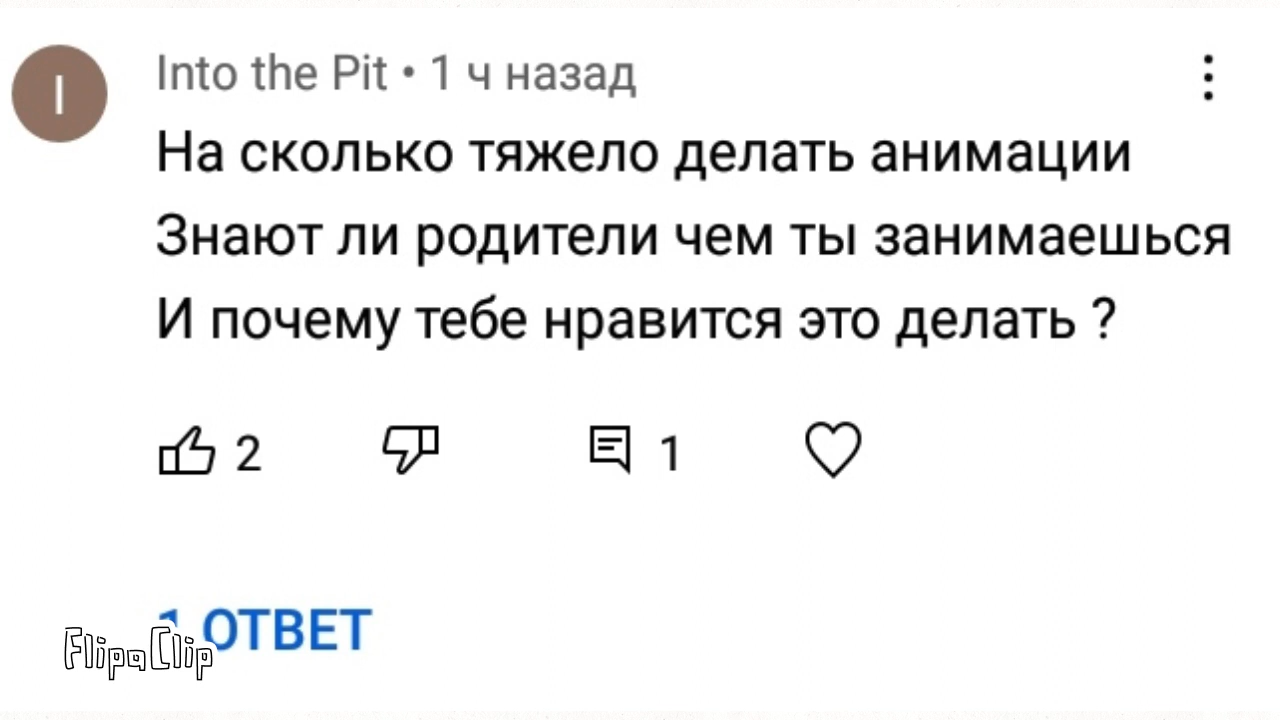 I
Into the Pit • 1 ч назад
На сколько тяжело делать анимации
Знают ли родители чем ты занимаешься
И почему тебе нравится это делать ?
2
1
1 ОТВЕТ
FlipaClip